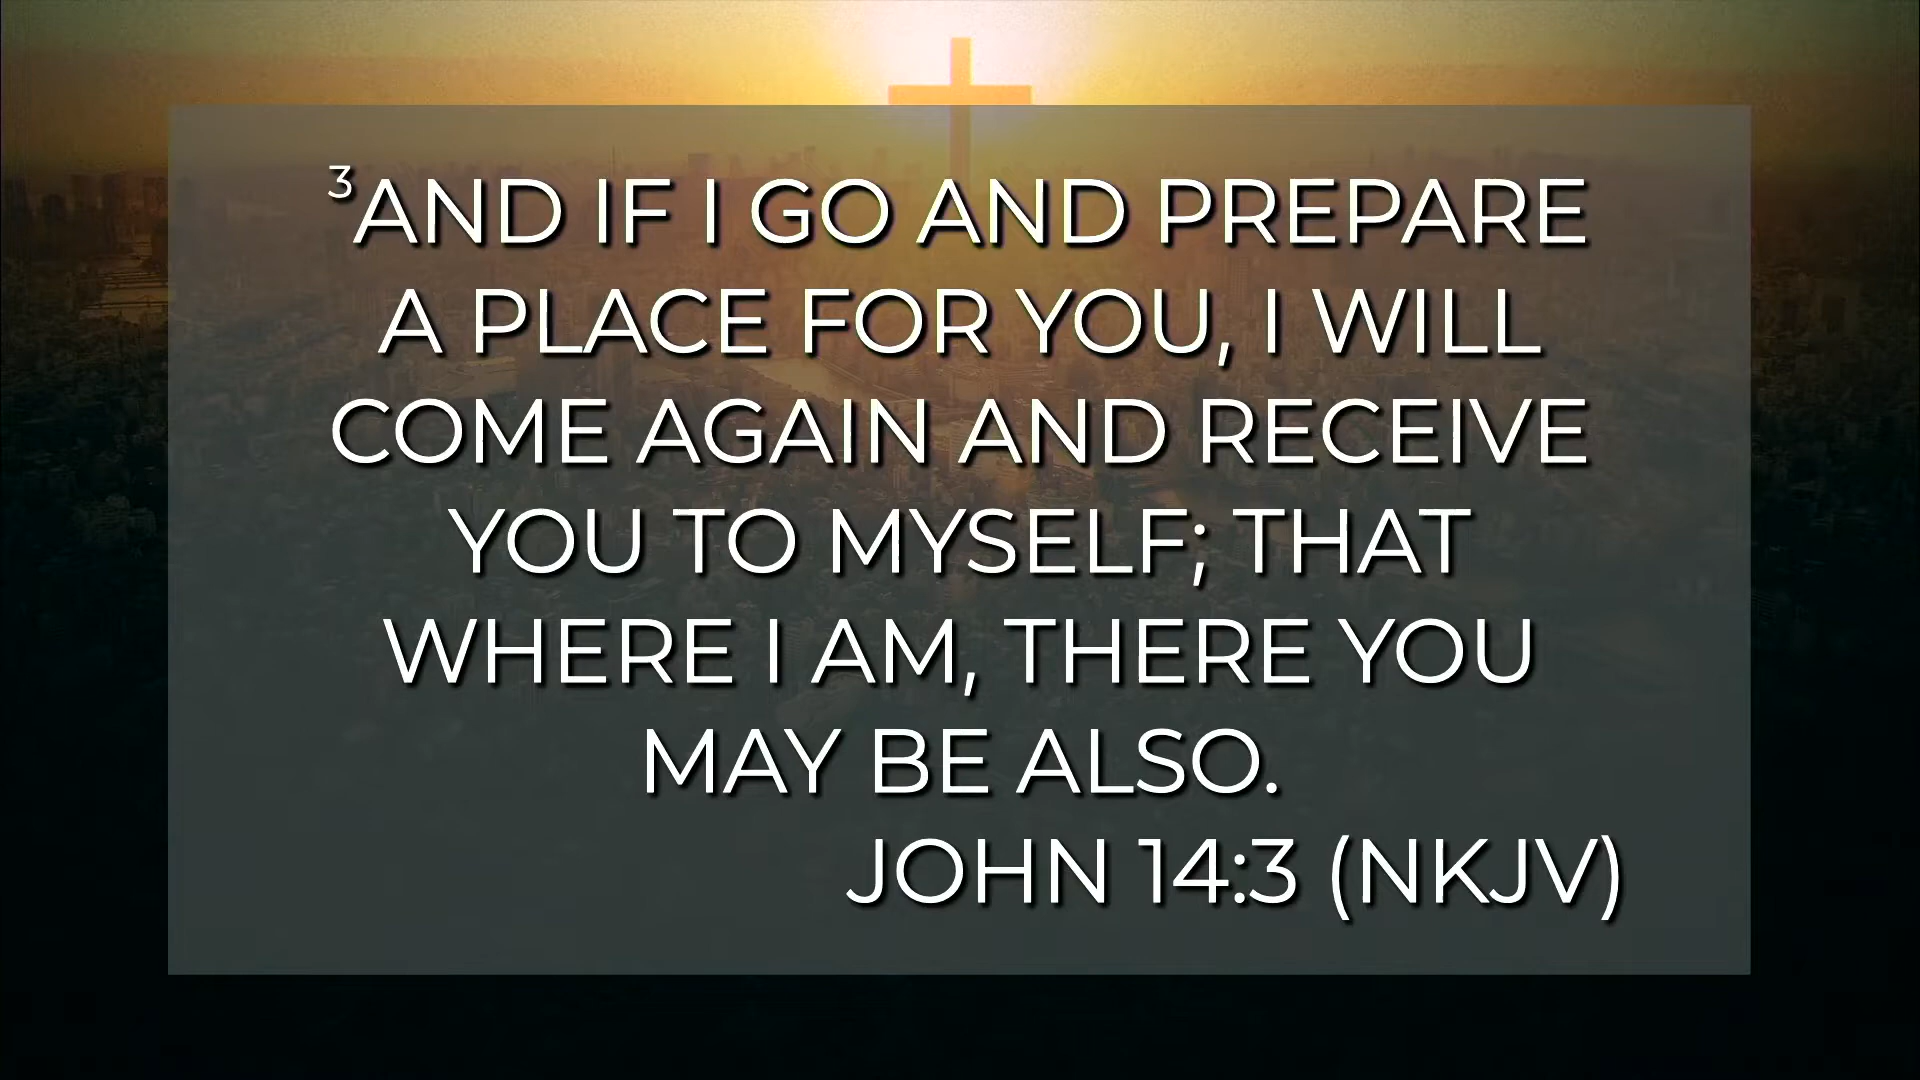 ³AND IF I GO AND PREPARE
A PLACE FOR YOU, I WILL
COME AGAIN AND RECEIVE
YOU TO MYSELF; THAT
WHERE I AM, THERE YOU
MAY BE ALSO.
JOHN 14:3 (NKJV)